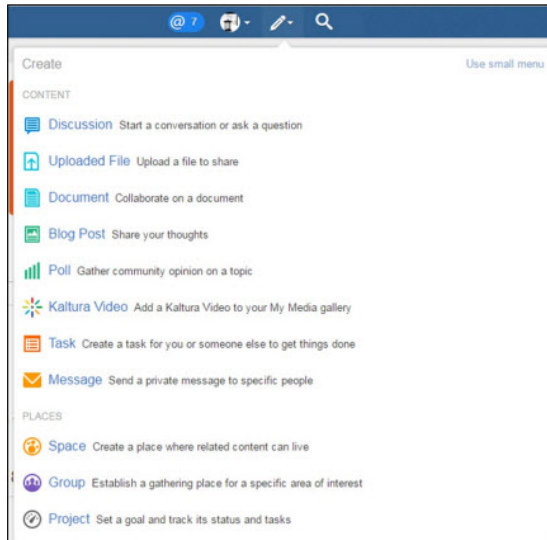 @ 7
Create
Use small menu
CONTENT
Discussion Start a conversation or ask a question
Uploaded File Upload a file to share
Document Collaborate on a document
Blog Post Share your thoughts
Poll Gather community opinion on a topic
Kaltura Video Add a Kaltura Video to your My Media gallery
Task Create a task for you or someone else to get things done
Message Send a private message to specific people
PLACES
Space Create a place where related content can live
Group Establish a gathering place for a specific area of interest
Project Set a goal and track its status and tasks